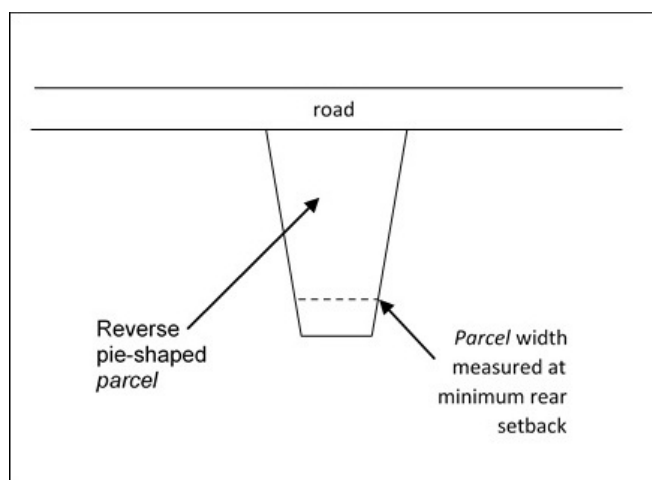 road
Reverse
pie-shaped
parcel
Parcel width
measured at
minimum rear
setback